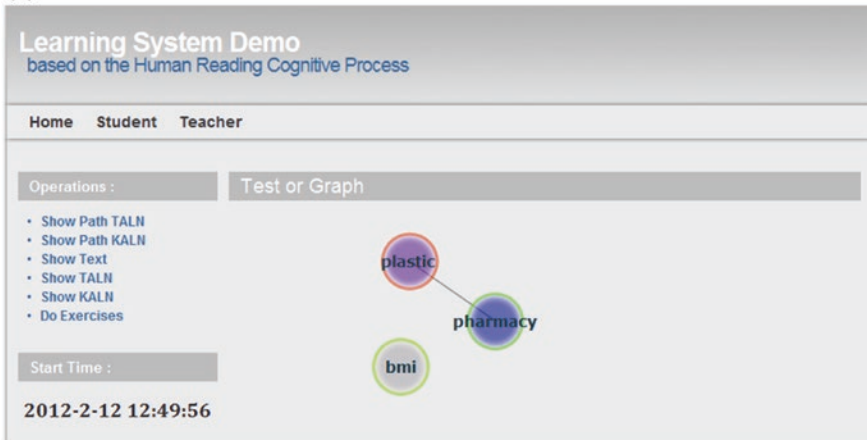 Learning System Demo
based on the Human Reading Cognitive Process
Home Student Teacher
Operations :
• Show Path TALN
• Show Path KALN
• Show Text
• Show TALN
• Show KALN
• Do Exercises
Start Time :
2012-2-12 12:49:56
Test or Graph
plastic
pharmacy
bmi